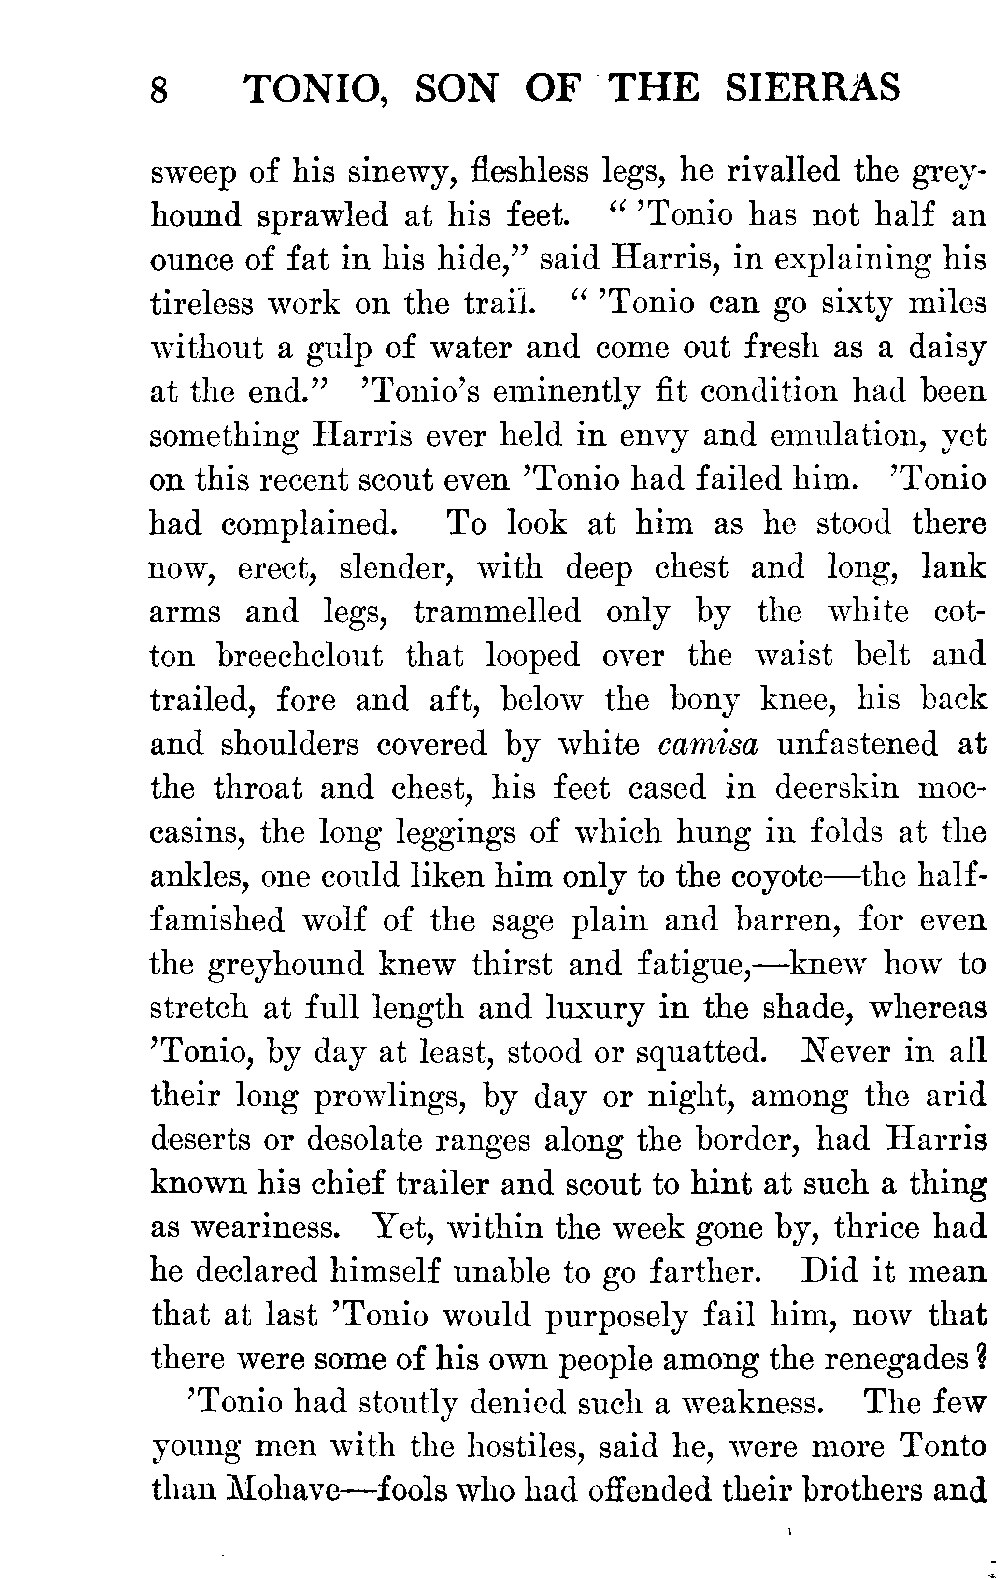 8 TONIO, SON OF THE SIERRAS
sweep of his sinewy, fleshless legs, he rivalled the grey-
hound sprawled at his feet. “ ’Tonio has not half an
ounce of fat in his hide,” said Harris, in explaining his
tireless work on the trail. “ ’Tonio can go sixty miles
without a gulp of water and come out fresh as a daisy
at the end.” ’Tonio’s eminently fit condition had been
something Harris ever held in envy and emulation, yet
on this recent scout even ’Tonio had failed him. ’Tonio
had complained. To look at him as he stood there
now, erect, slender, with deep chest and long, lank
arms and legs, trammelled only by the white cot-
ton breechclout that looped over the waist belt and
trailed, fore and aft, below the bony knee, his back
and shoulders covered by white camisa unfastened at
the throat and chest, his feet cased in deerskin moc-
casins, the long leggings of which hung in folds at the
ankles, one could liken him only to the coyote—the half-
famished wolf of the sage plain and barren, for even
the greyhound knew thirst and fatigue,—knew how to
stretch at full length and luxury in the shade, whereas
’Tonio, by day at least, stood or squatted. Never in all
their long prowlings, by day or night, among the arid
deserts or desolate ranges along the border, had Harris
known his chief trailer and scout to hint at such a thing
as weariness. Yet, within the week gone by, thrice had
he declared himself unable to go farther. Did it mean
that at last ’Tonio would purposely fail him, now that
there were some of his own people among the renegades?
’Tonio had stoutly denied such a weakness. The few
young men with the hostiles, said he, were more Tonto
than Mohave—fools who had offended their brothers and